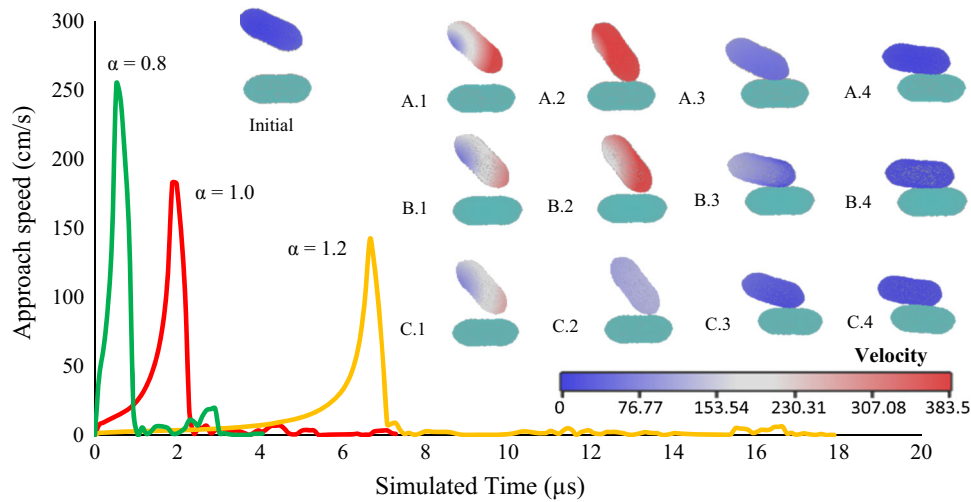 300
250
200
150
100
50
0
Approach speed (cm/s)
α = 0.8
α = 1.0
α = 1.2
Initial
A.1
A.2
A.3
A.4
B.1
B.2
B.3
B.4
C.1
C.2
C.3
C.4
Velocity
0 76.77 153.54 230.31 307.08 383.5
0 2 4 6 8 10 12 14 16 18 20
Simulated Time (µs)